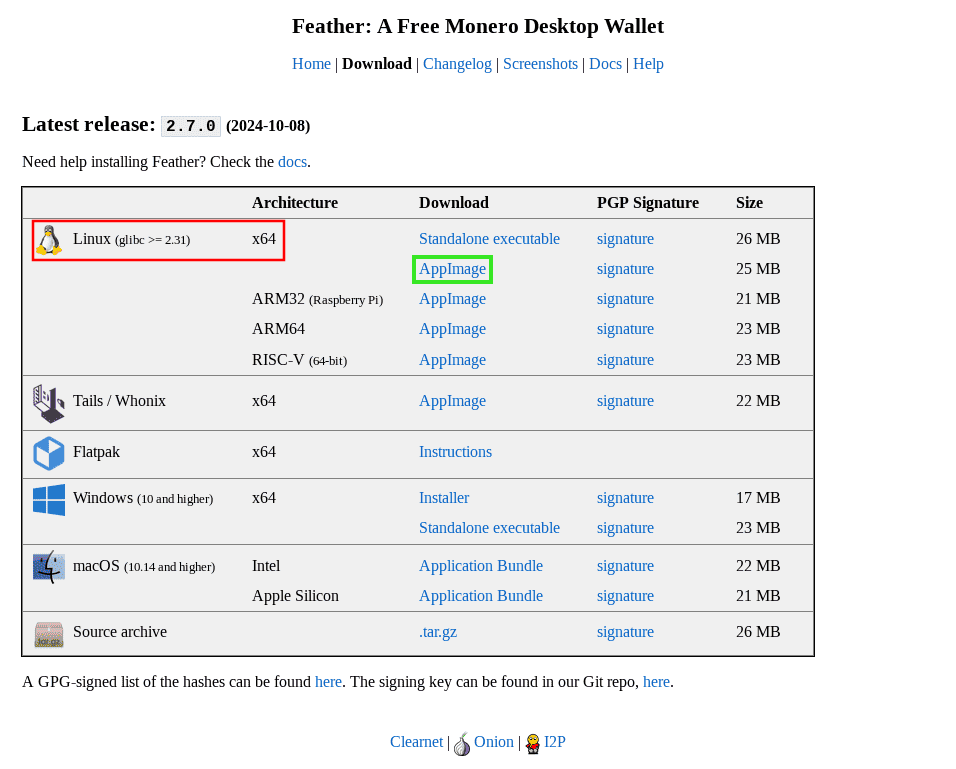 Feather: A Free Monero Desktop Wallet
Home | Download | Changelog | Screenshots | Docs | Help
Latest release: 2.7.0 (2024-10-08)
Need help installing Feather? Check the docs.
Architecture Download PGP Signature Size
Linux (glibc >= 2.31) x64 Standalone executable signature 26 MB
AppImage signature 25 MB
ARM32 (Raspberry Pi) AppImage signature 21 MB
ARM64 AppImage signature 23 MB
RISC-V (64-bit) AppImage signature 23 MB
Tails / Whonix x64 AppImage signature 22 MB
Flatpak x64 Instructions
Windows (10 and higher) x64 Installer signature 17 MB
Standalone executable signature 23 MB
macOS (10.14 and higher) Intel Application Bundle signature 22 MB
Apple Silicon Application Bundle signature 21 MB
tar.gz Source archive .tar.gz signature 26 MB
A GPG-signed list of the hashes can be found here. The signing key can be found in our Git repo, here.
Clearnet | Onion | I2P